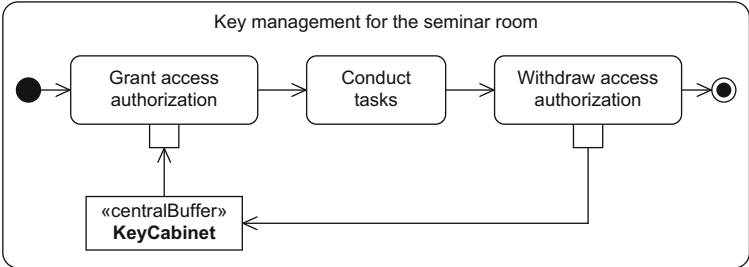 Key management for the seminar room
Grant access
authorization
Conduct
tasks
Withdraw access
authorization
«centralBuffer»
KeyCabinet